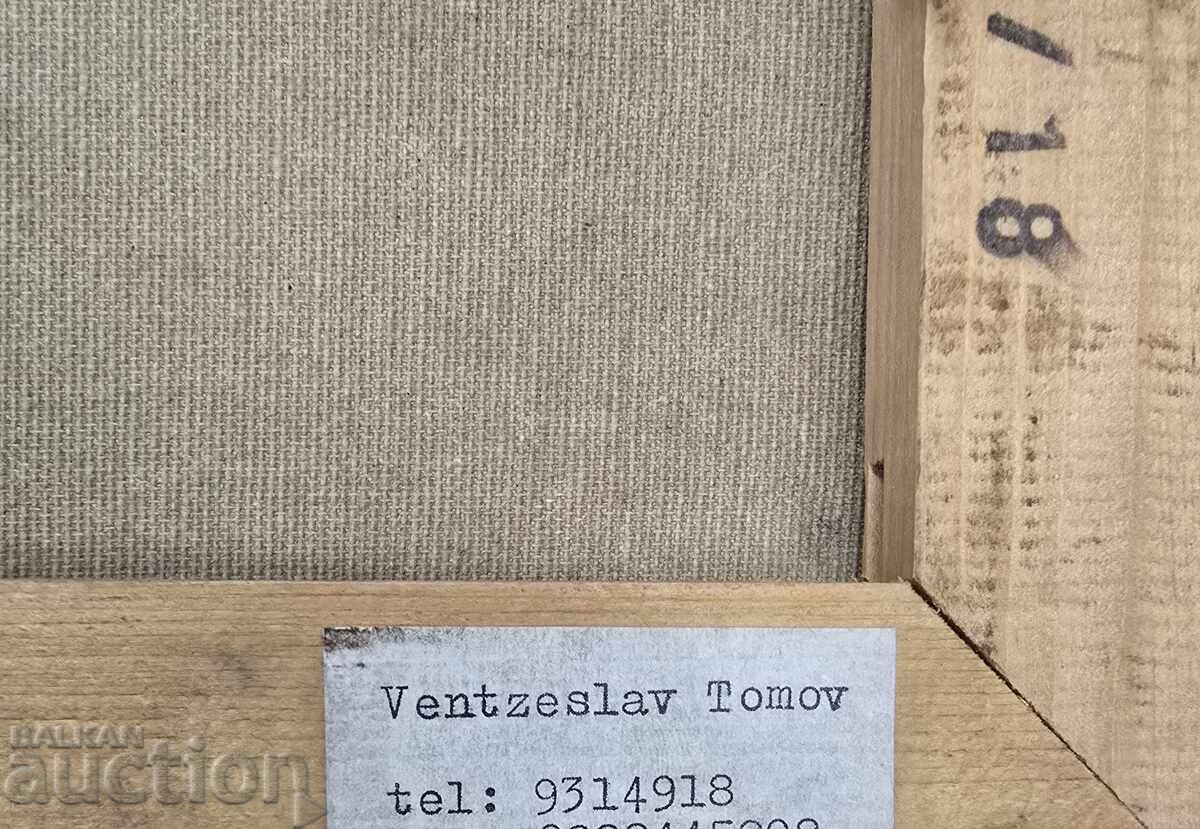 /18
Ventzeslav Tomov
tel: 9314918
BALKAN
auction